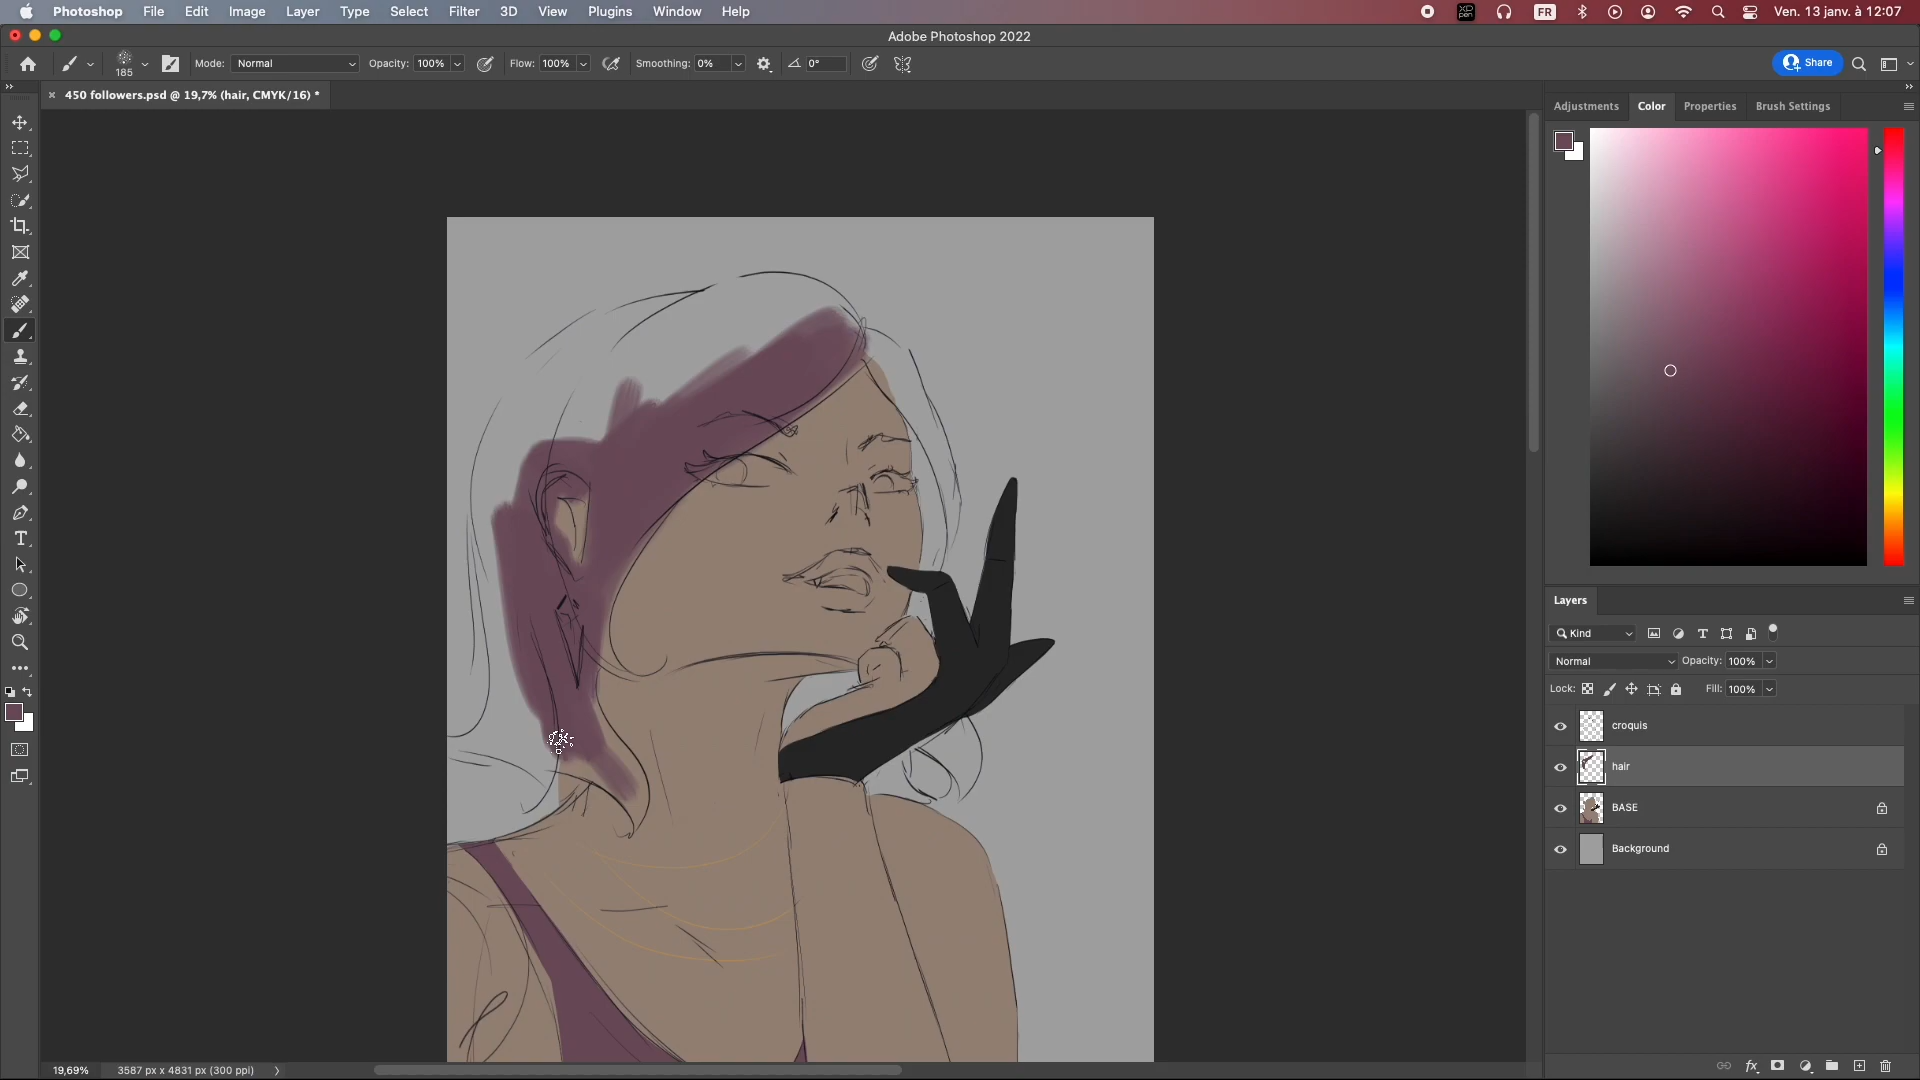 Photoshop File Edit Image Layer Type Select Filter 3D View Plugins Window Help FR Ven. 13 janv. à 12:07
Adobe Photoshop 2022
185 Mode: Normal Opacity: 100% Flow: 100% Smoothing: 0% 0° Share
450 followers.psd @ 19,7% (hair, CMYK/16) *
Adjustments Color Properties Brush Settings
Layers
Kind
Normal Opacity: 100%
Lock: Fill: 100%
croquis
hair
BASE
Background
19,69% 3587 px x 4831 px (300 ppi)